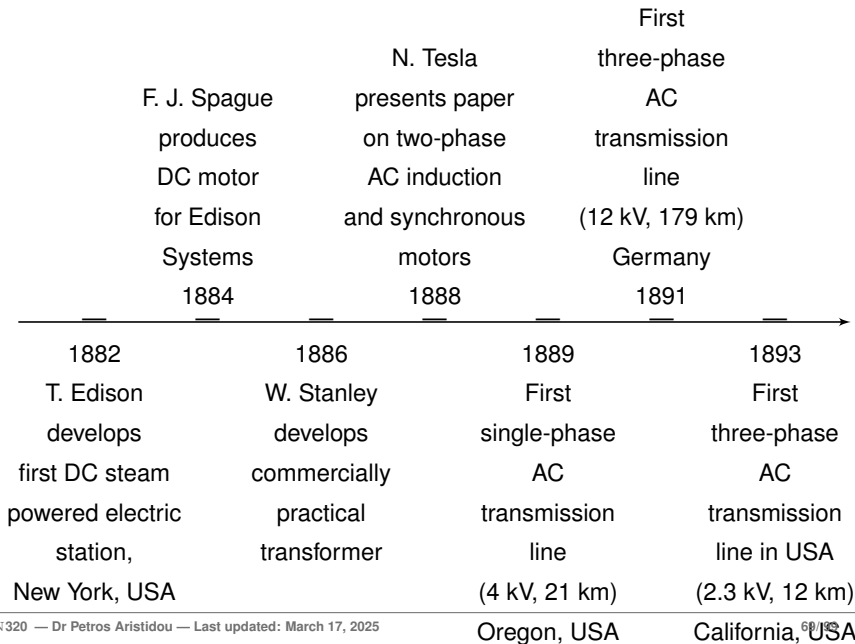 First
three-phase
AC
transmission
line
(12 kV, 179 km)
Germany
1891
N. Tesla
presents paper
on two-phase
AC induction
and synchronous
motors
1888
F. J. Spague
produces
DC motor
for Edison
Systems
1884
1882
T. Edison
develops
first DC steam
powered electric
station,
New York, USA
1886
W. Stanley
develops
commercially
practical
transformer
1889
First
single-phase
AC
transmission
line
(4 kV, 21 km)
Oregon, USA
1893
First
three-phase
AC
transmission
line in USA
(2.3 kV, 12 km)
California, USA
320 — Dr Petros Aristidou — Last updated: March 17, 2025